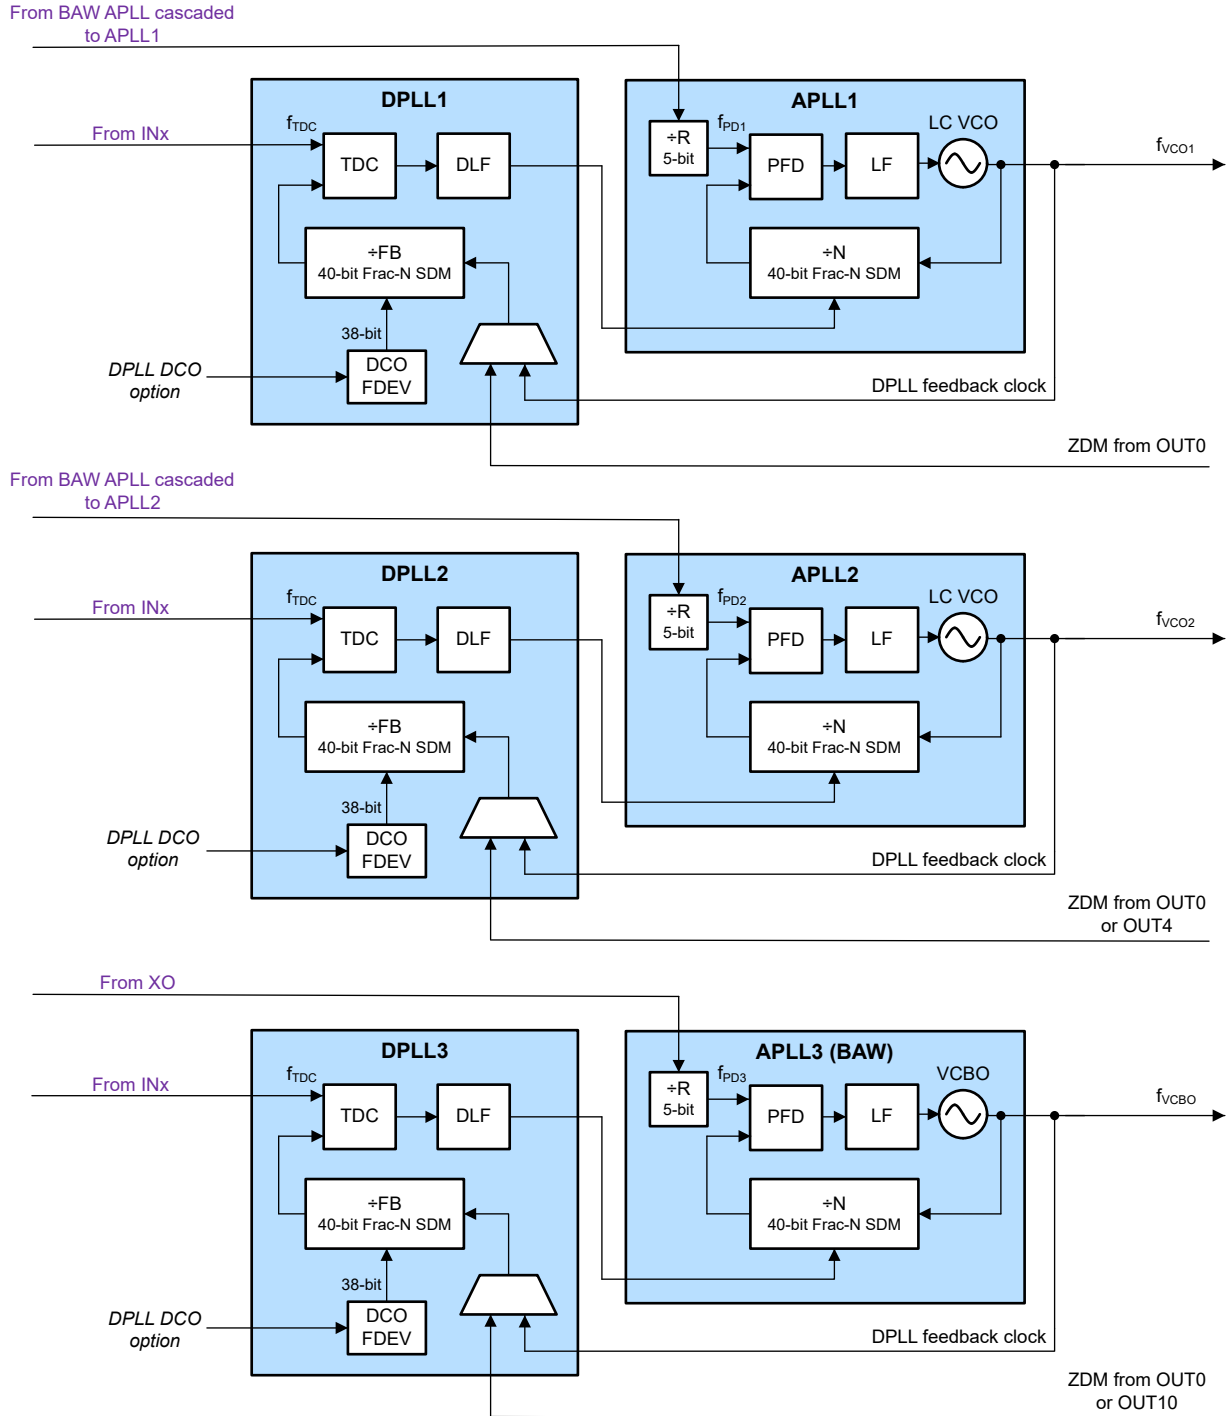 From BAW APLL cascaded
to APLL1
DPLL1
APLL1
From INx
fTDC
TDC
DLF
÷R
5-bit
fPD1
PFD
LF
LC VCO
fVCO1
÷FB
40-bit Frac-N SDM
÷N
40-bit Frac-N SDM
38-bit
DPLL DCO
option
DCO
FDEV
DPLL feedback clock
ZDM from OUT0
From BAW APLL cascaded
to APLL2
DPLL2
APLL2
From INx
fTDC
TDC
DLF
÷R
5-bit
fPD2
PFD
LF
LC VCO
fVCO2
÷FB
40-bit Frac-N SDM
÷N
40-bit Frac-N SDM
38-bit
DPLL DCO
option
DCO
FDEV
DPLL feedback clock
ZDM from OUT0
or OUT4
From XO
DPLL3
APLL3 (BAW)
From INx
fTDC
TDC
DLF
÷R
5-bit
fPD3
PFD
LF
VCBO
fVCBO
÷FB
40-bit Frac-N SDM
÷N
40-bit Frac-N SDM
38-bit
DPLL DCO
option
DCO
FDEV
DPLL feedback clock
ZDM from OUT0
or OUT10